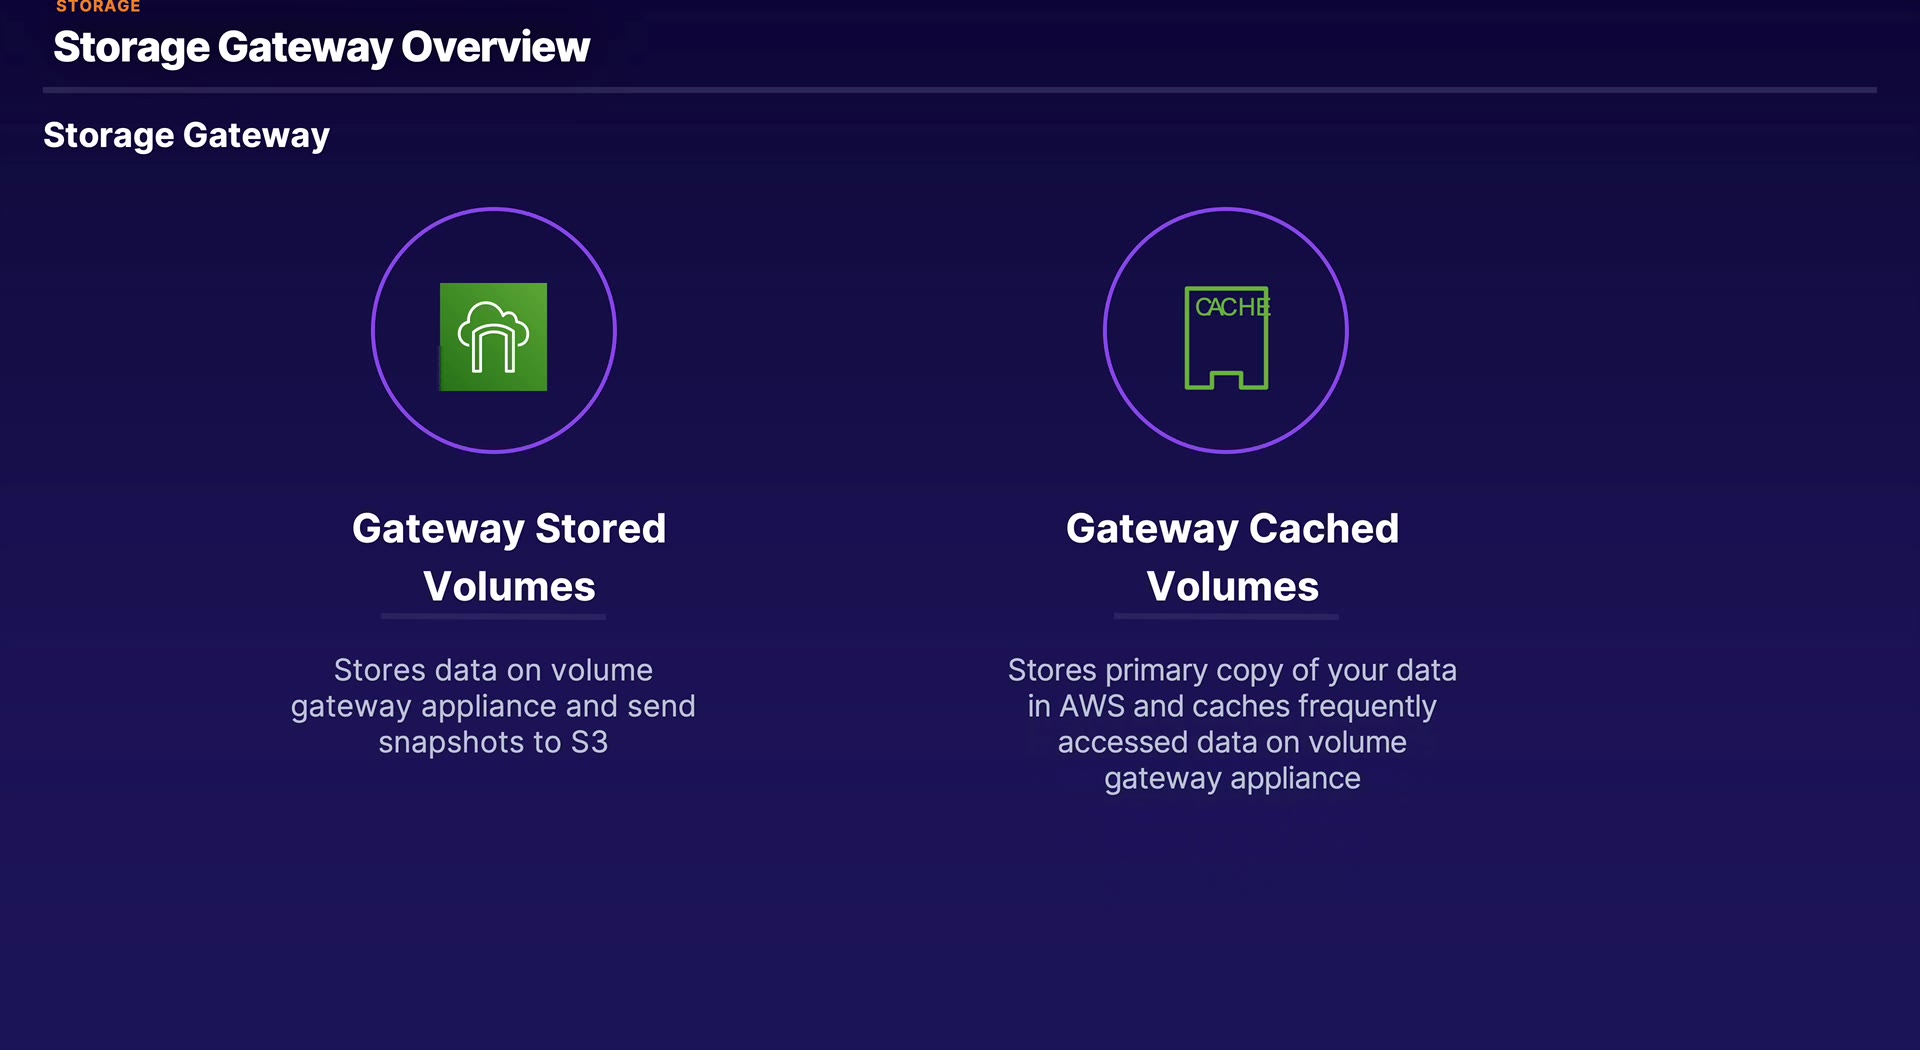 STORAGE
Storage Gateway Overview
Storage Gateway
CACHE
Gateway Stored
Volumes
Stores data on volume
gateway appliance and send
snapshots to S3
Gateway Cached
Volumes
Stores primary copy of your data
in AWS and caches frequently
accessed data on volume
gateway appliance